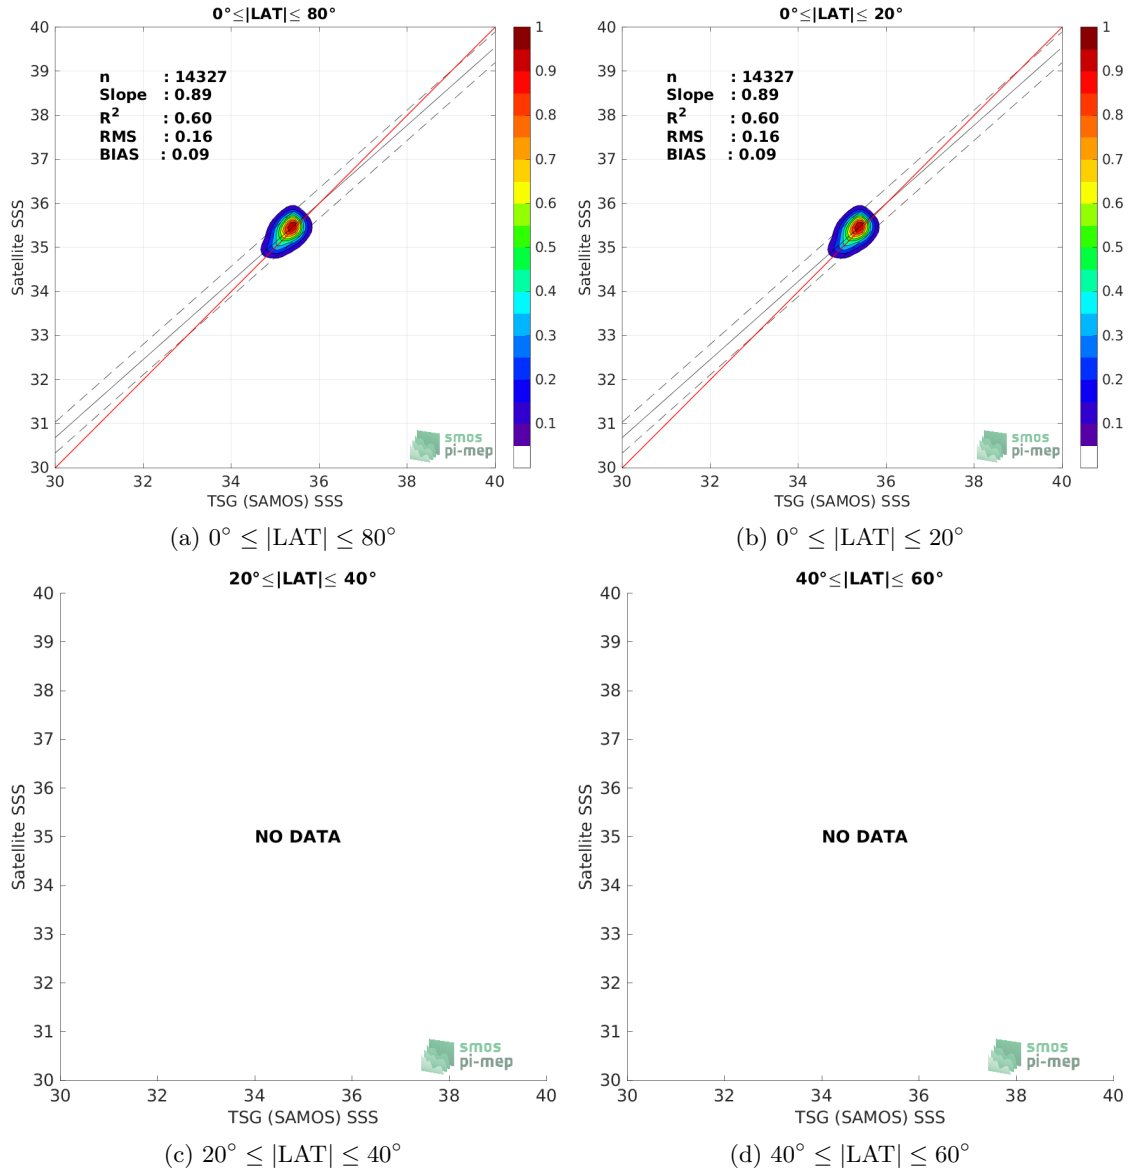 0°≤|LAT|≤ 80°
40
39
38
37
36
35
34
33
32
31
30
Satellite SSS
n : 14327
Slope : 0.89
R² : 0.60
RMS : 0.16
BIAS : 0.09
smos
pi-mep
30 32 34 36 38 40
TSG (SAMOS) SSS
1
0.9
0.8
0.7
0.6
0.5
0.4
0.3
0.2
0.1
(a) 0° ≤ |LAT| ≤ 80°
0°≤|LAT|≤ 20°
40
39
38
37
36
35
34
33
32
31
30
Satellite SSS
n : 14327
Slope : 0.89
R² : 0.60
RMS : 0.16
BIAS : 0.09
smos
pi-mep
30 32 34 36 38 40
TSG (SAMOS) SSS
1
0.9
0.8
0.7
0.6
0.5
0.4
0.3
0.2
0.1
(b) 0° ≤ |LAT| ≤ 20°
20°≤|LAT|≤ 40°
40
39
38
37
36
35
34
33
32
31
30
Satellite SSS
NO DATA
smos
pi-mep
30 32 34 36 38 40
TSG (SAMOS) SSS
(c) 20° ≤ |LAT| ≤ 40°
40°≤|LAT|≤ 60°
40
39
38
37
36
35
34
33
32
31
30
Satellite SSS
NO DATA
smos
pi-mep
30 32 34 36 38 40
TSG (SAMOS) SSS
(d) 40° ≤ |LAT| ≤ 60°